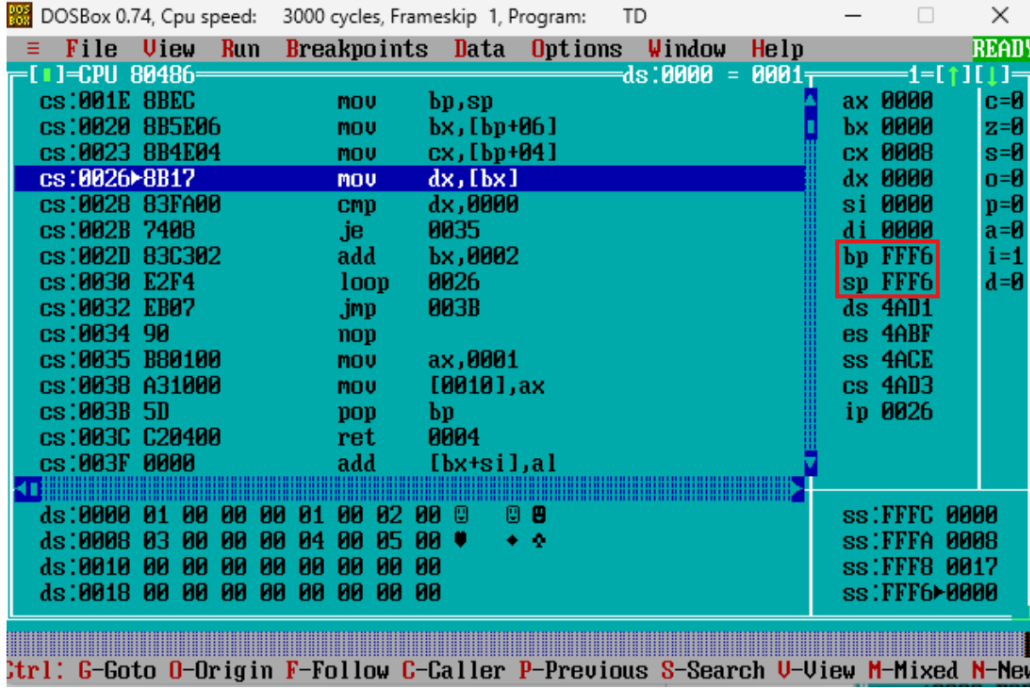 DOSBox 0.74, Cpu speed: 3000 cycles, Frameskip 1, Program: TD
≡ File View Run Breakpoints Data Options Window Help READY
[▮]=CPU 80486 ds:0000 = 0001 1=[↑][↓]
cs:001E 8BEC mov bp,sp ax 0000 c=0
cs:0020 8B5E06 mov bx,[bp+06] bx 0000 z=0
cs:0023 8B4E04 mov cx,[bp+04] cx 0008 s=0
cs:0026►8B17 mov dx,[bx] dx 0000 o=0
cs:0028 83FA00 cmp dx,0000 si 0000 p=0
cs:002B 7408 je 0035 di 0000 a=0
cs:002D 83C302 add bx,0002 bp FFF6 i=1
cs:0030 E2F4 loop 0026 sp FFF6 d=0
cs:0032 EB07 jmp 003B ds 4AD1
cs:0034 90 nop es 4ABF
cs:0035 B80100 mov ax,0001 ss 4ACE
cs:0038 A31000 mov [0010],ax cs 4AD3
cs:003B 5D pop bp ip 0026
cs:003C C20400 ret 0004
cs:003F 0000 add [bx+si],al
ds:0000 01 00 00 00 01 00 02 00 ☺ ☺ ☻ ss:FFFC 0000
ds:0008 03 00 00 00 04 00 05 00 ♥ ♦ ♣ ss:FFFA 0008
ds:0010 00 00 00 00 00 00 00 00 ss:FFF8 0017
ds:0018 00 00 00 00 00 00 00 00 ss:FFF6►0000
Ctrl: G-Goto O-Origin F-Follow C-Caller P-Previous S-Search V-View M-Mixed N-New